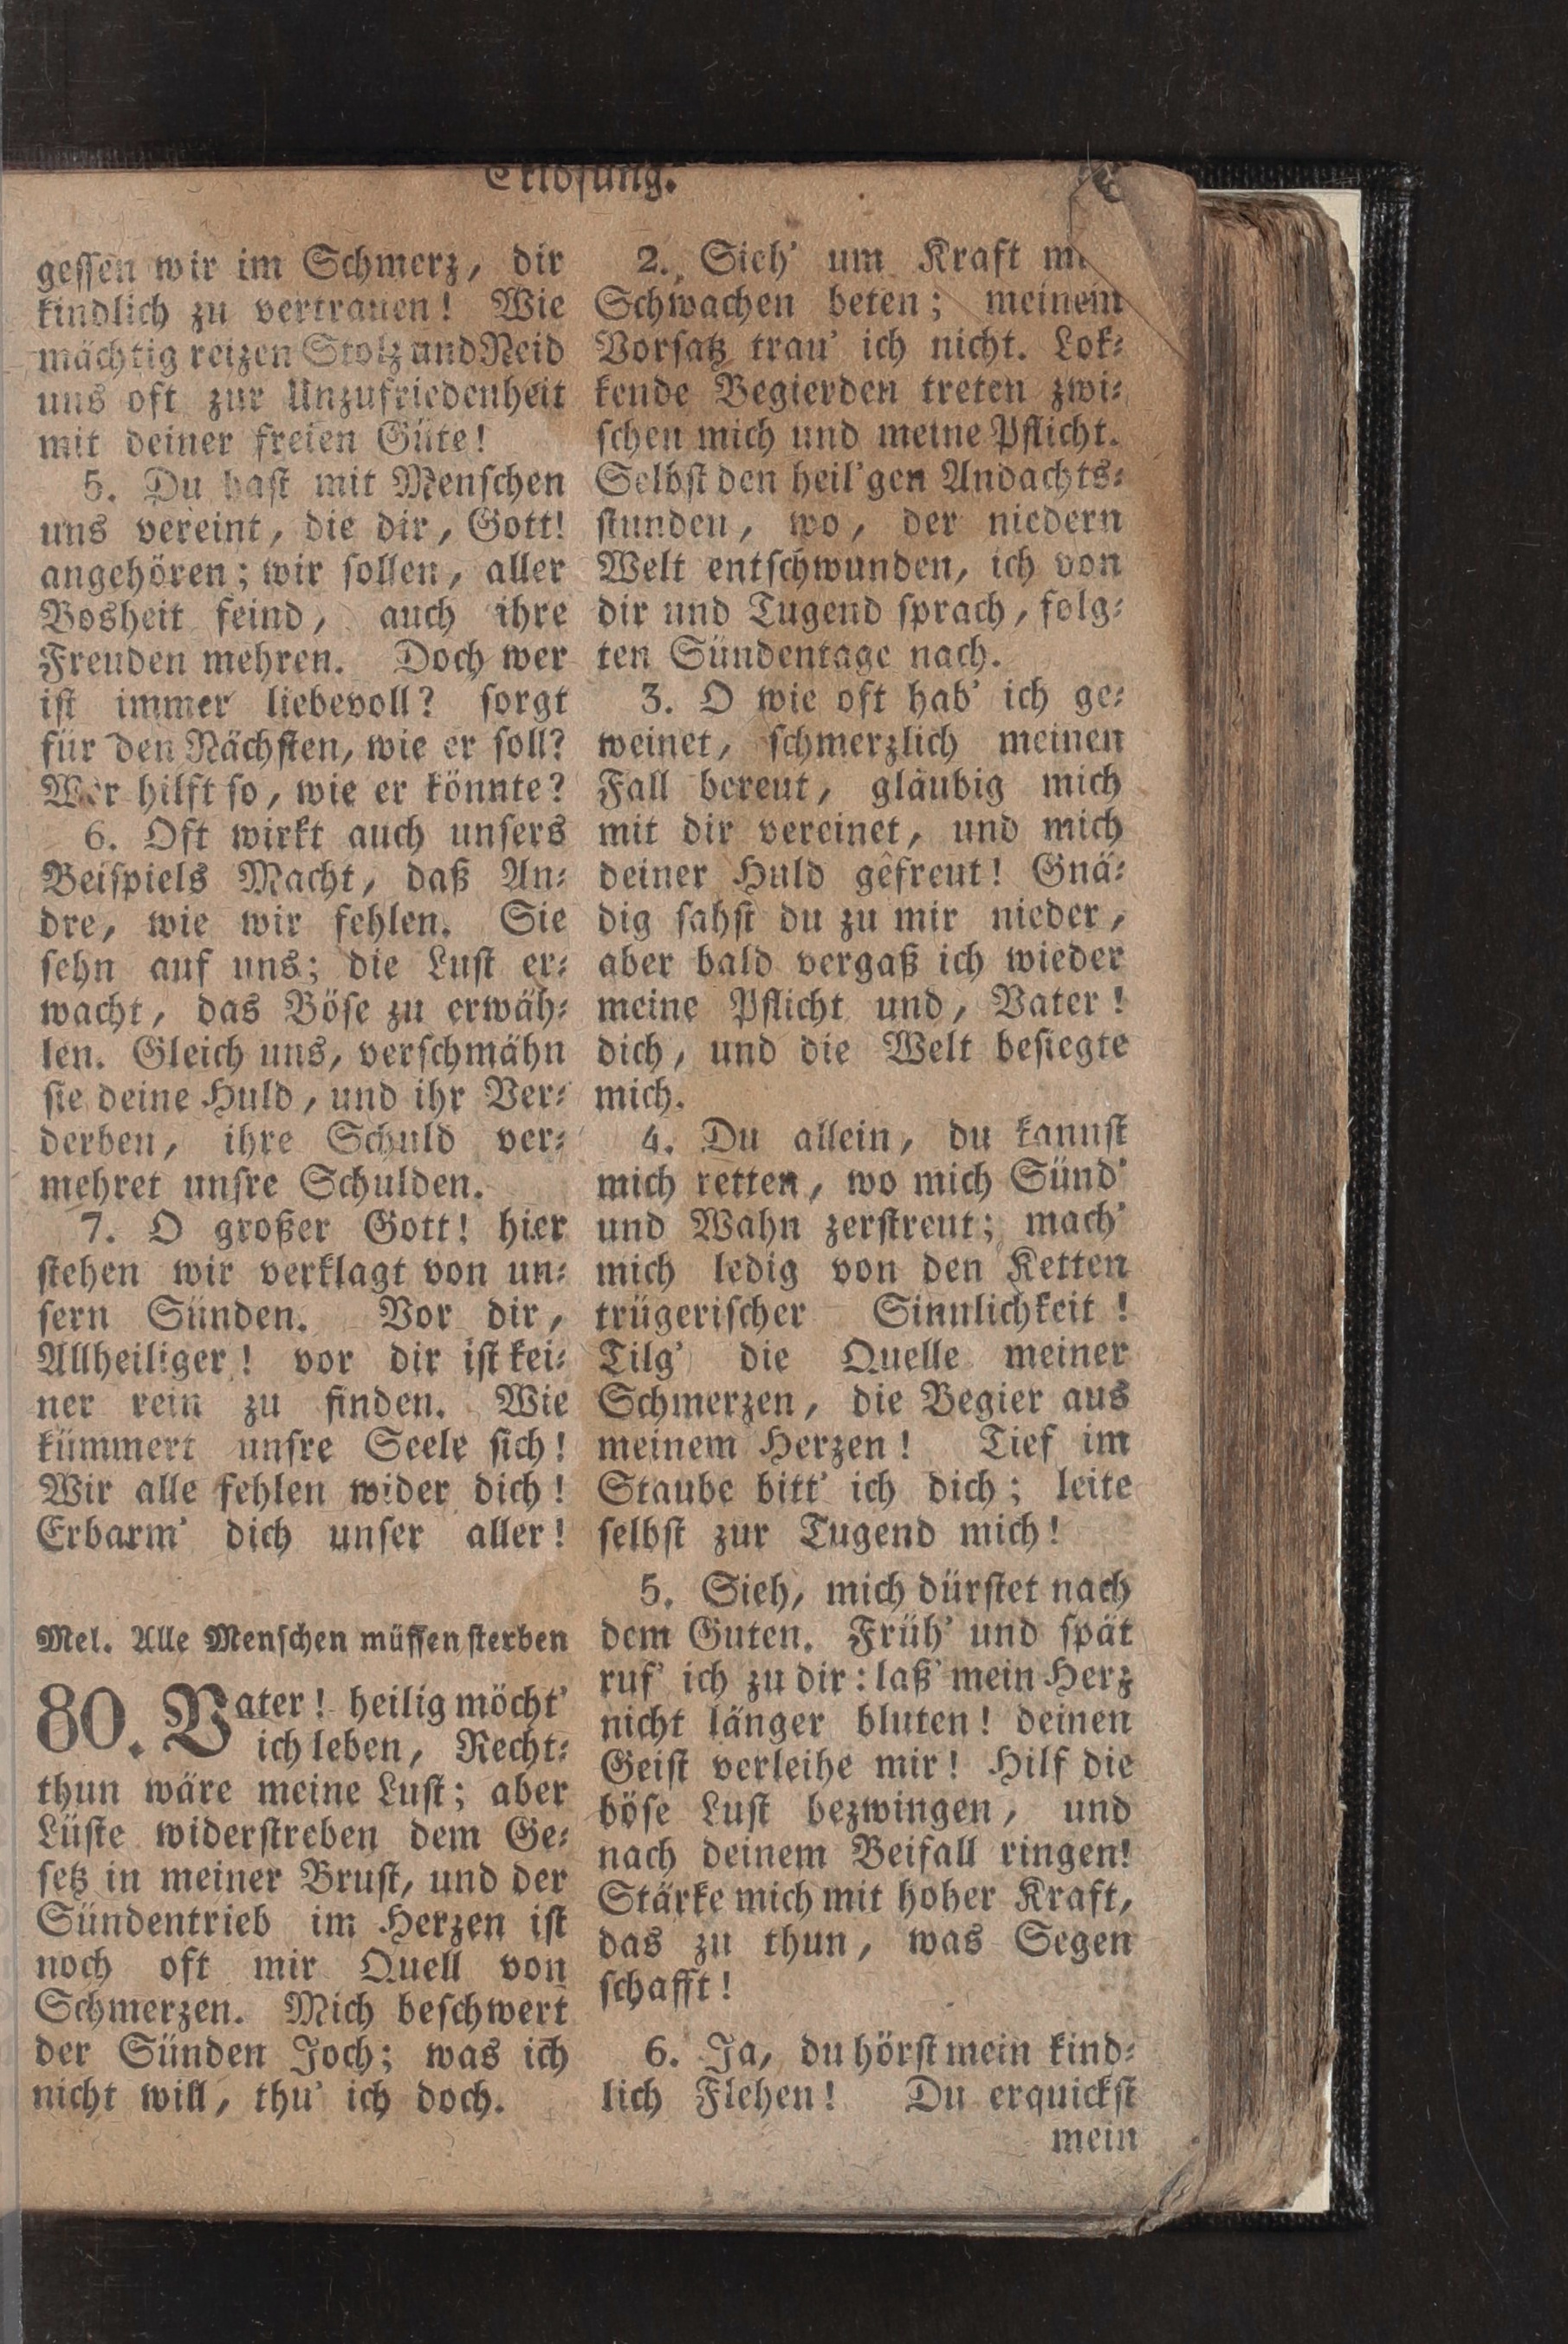 Erlösung.
gessen wir im Schmerz, dir
kindlich zu vertrauen! Wie
mächtig reizen Stolz und Neid
uns oft zur Unzufriedenheit
mit deiner freien Güte!
5. Du hast mit Menschen
uns vereint, die dir, Gott!
angehören; wir sollen, aller
Bosheit feind, auch ihre
Freuden mehren. Doch wer
ist immer liebevoll? sorgt
für den Nächsten, wie er soll?
Wer hilft so, wie er könnte?
6. Oft wirkt auch unsers
Beispiels Macht, daß An-
dre, wie wir fehlen. Sie
sehn auf uns; die Lust er-
wacht, das Böse zu erwäh-
len. Gleich uns, verschmähn
sie deine Huld, und ihr Ver-
derben, ihre Schuld ver-
mehret unsre Schulden.
7. O großer Gott! hier
stehen wir verklagt von un-
sern Sünden. Vor dir,
Allheiliger! vor dir ist kei-
ner rein zu finden. Wie
kümmert unsre Seele sich!
Wir alle fehlen wider dich!
Erbarm' dich unser aller!
Mel. Alle Menschen müssen sterben
80. Vater! heilig möcht'
ich leben, Recht-
thun wäre meine Lust; aber
Lüste widerstreben dem Ge-
setz in meiner Brust, und der
Sündentrieb im Herzen ist
noch oft mir Quell von
Schmerzen. Mich beschwert
der Sünden Joch; was ich
nicht will, thu' ich doch.
2. Sieh' um Kraft
Schwachen beten; meinem
Vorsatz trau' ich nicht. Lok-
kende Begierden treten zwi-
schen mich und meine Pflicht.
Selbst den heil'gen Andachts-
stunden, wo, der niedern
Welt entschwunden, ich von
dir und Tugend sprach, folg-
ten Sündentage nach.
3. O wie oft hab' ich ge-
weinet, schmerzlich meinen
Fall bereut, gläubig mich
mit dir vereinet, und mich
deiner Huld gefreut! Gnä-
dig sahst du zu mir nieder,
aber bald vergaß ich wieder
meine Pflicht und, Vater!
dich, und die Welt besiegte
mich.
4. Du allein, du kannst
mich retten, wo mich Sünd'
und Wahn zerstreut; mach'
mich ledig von den Ketten
trügerischer Sinnlichkeit!
Tilg' die Quelle meiner
Schmerzen, die Begier aus
meinem Herzen! Tief im
Staube bitt' ich dich; leite
selbst zur Tugend mich!
5. Sieh, mich dürstet nach
dem Guten. Früh' und spät
ruf' ich zu dir: laß' mein Herz
nicht länger bluten! deinen
Geist verleihe mir! Hilf die
böse Lust bezwingen, und
nach deinem Beifall ringen!
Stärke mich mit hoher Kraft,
das zu thun, was Segen
schafft!
6. Ja, du hörst mein kind-
lich Flehen! Du erquickst
mein